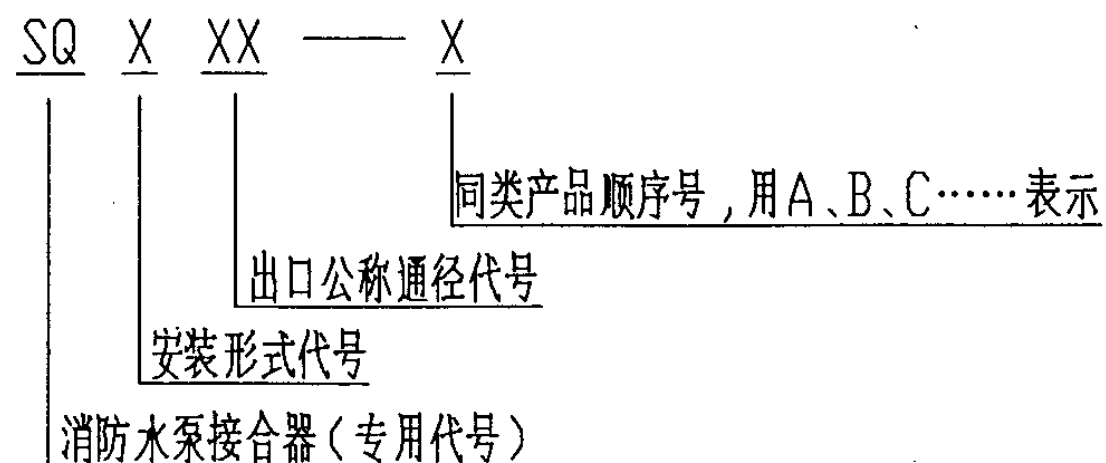 SQ X XX —— X
同类产品顺序号，用A、B、C……表示
出口公称通径代号
安装形式代号
消防水泵接合器（专用代号）